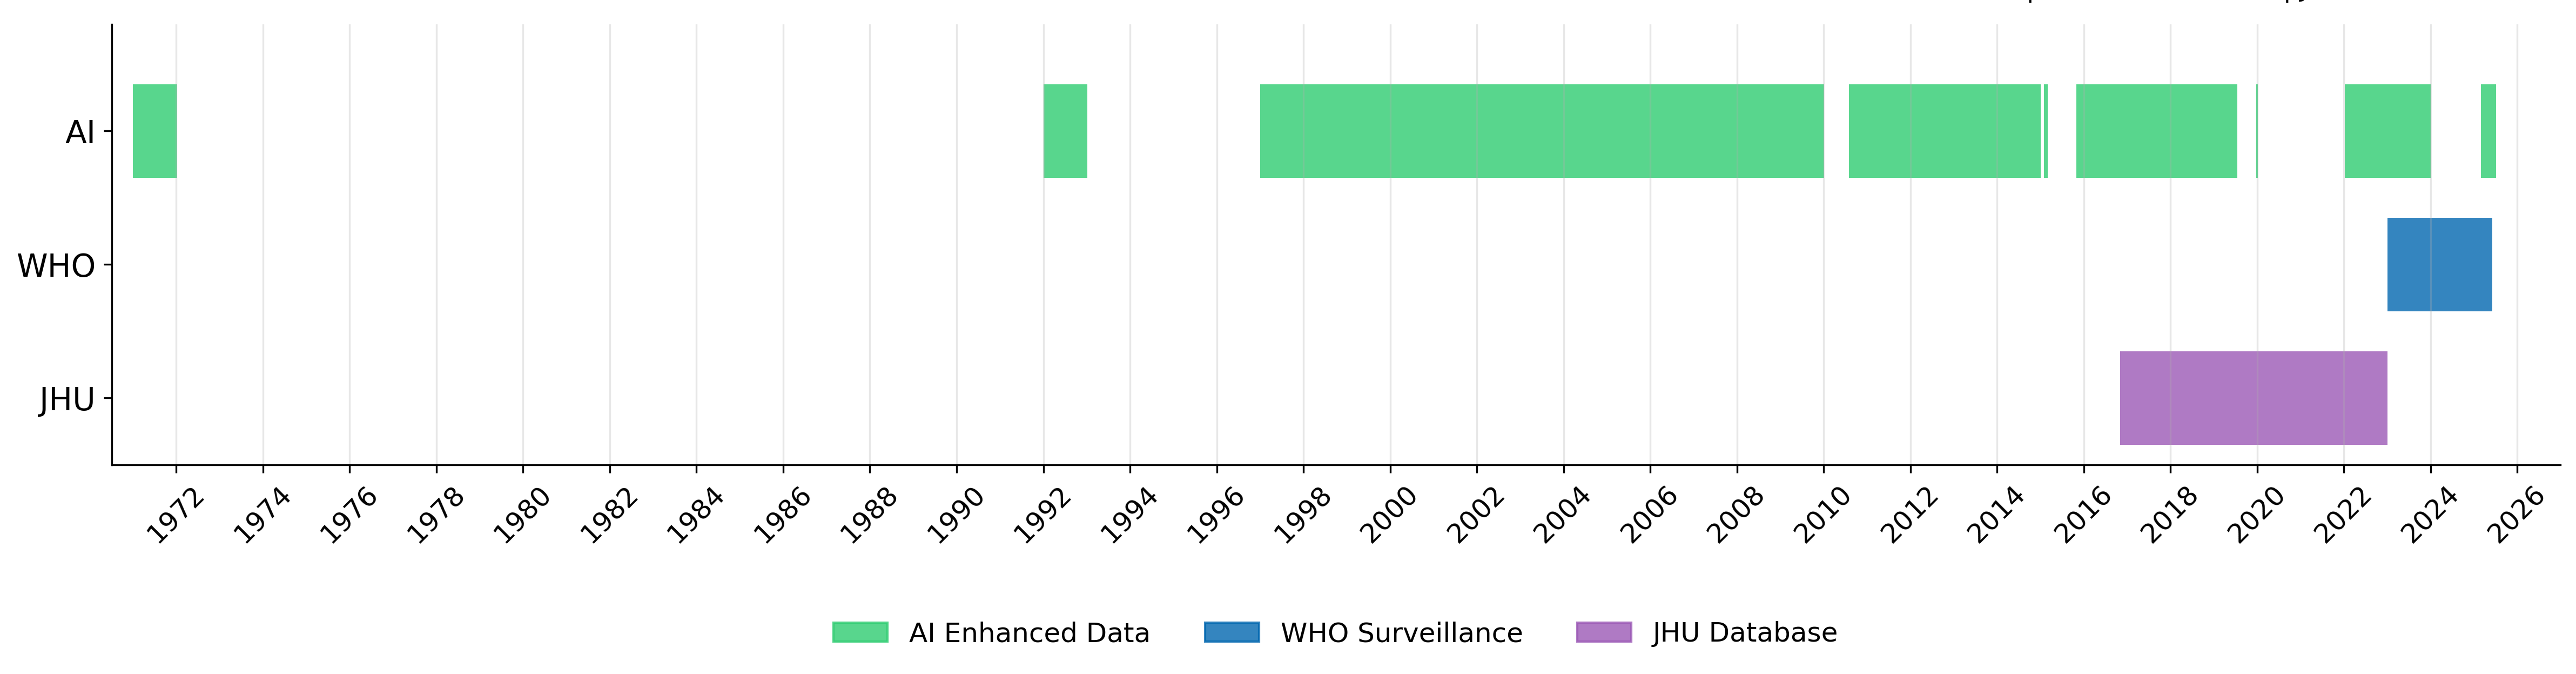 AI
WHO
JHU
1972 1974 1976 1978 1980 1982 1984 1986 1988 1990 1992 1994 1996 1998 2000 2002 2004 2006 2008 2010 2012 2014 2016 2018 2020 2022 2024 2026
AI Enhanced Data WHO Surveillance JHU Database